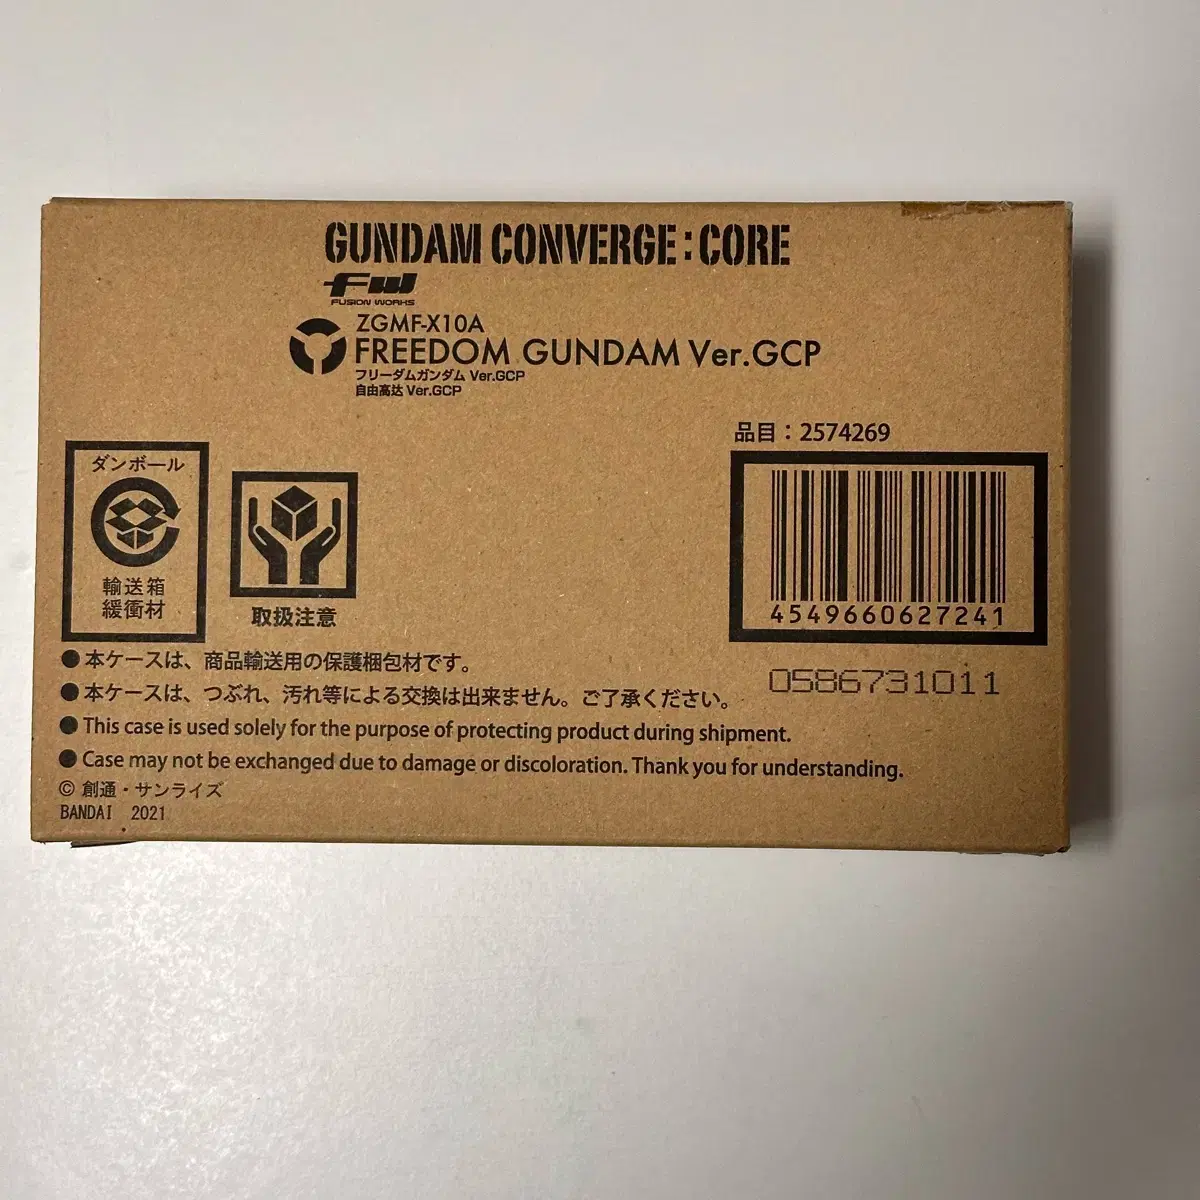 GUNDAM CONVERGE:CORE
FW
FUSION WORKS
ZGMF-X10A
FREEDOM GUNDAM Ver.GCP
フリーダムガンダム Ver.GCP
自由高达 Ver.GCP
品目：2574269
ダンボール
輸送箱
緩衝材
取扱注意
4549660627241
0586731011
●本ケースは、商品輸送用の保護梱包材です。
●本ケースは、つぶれ、汚れ等による交換は出来ません。ご了承ください。
●This case is used solely for the purpose of protecting product during shipment.
●Case may not be exchanged due to damage or discoloration. Thank you for understanding.
© 創通・サンライズ
BANDAI 2021